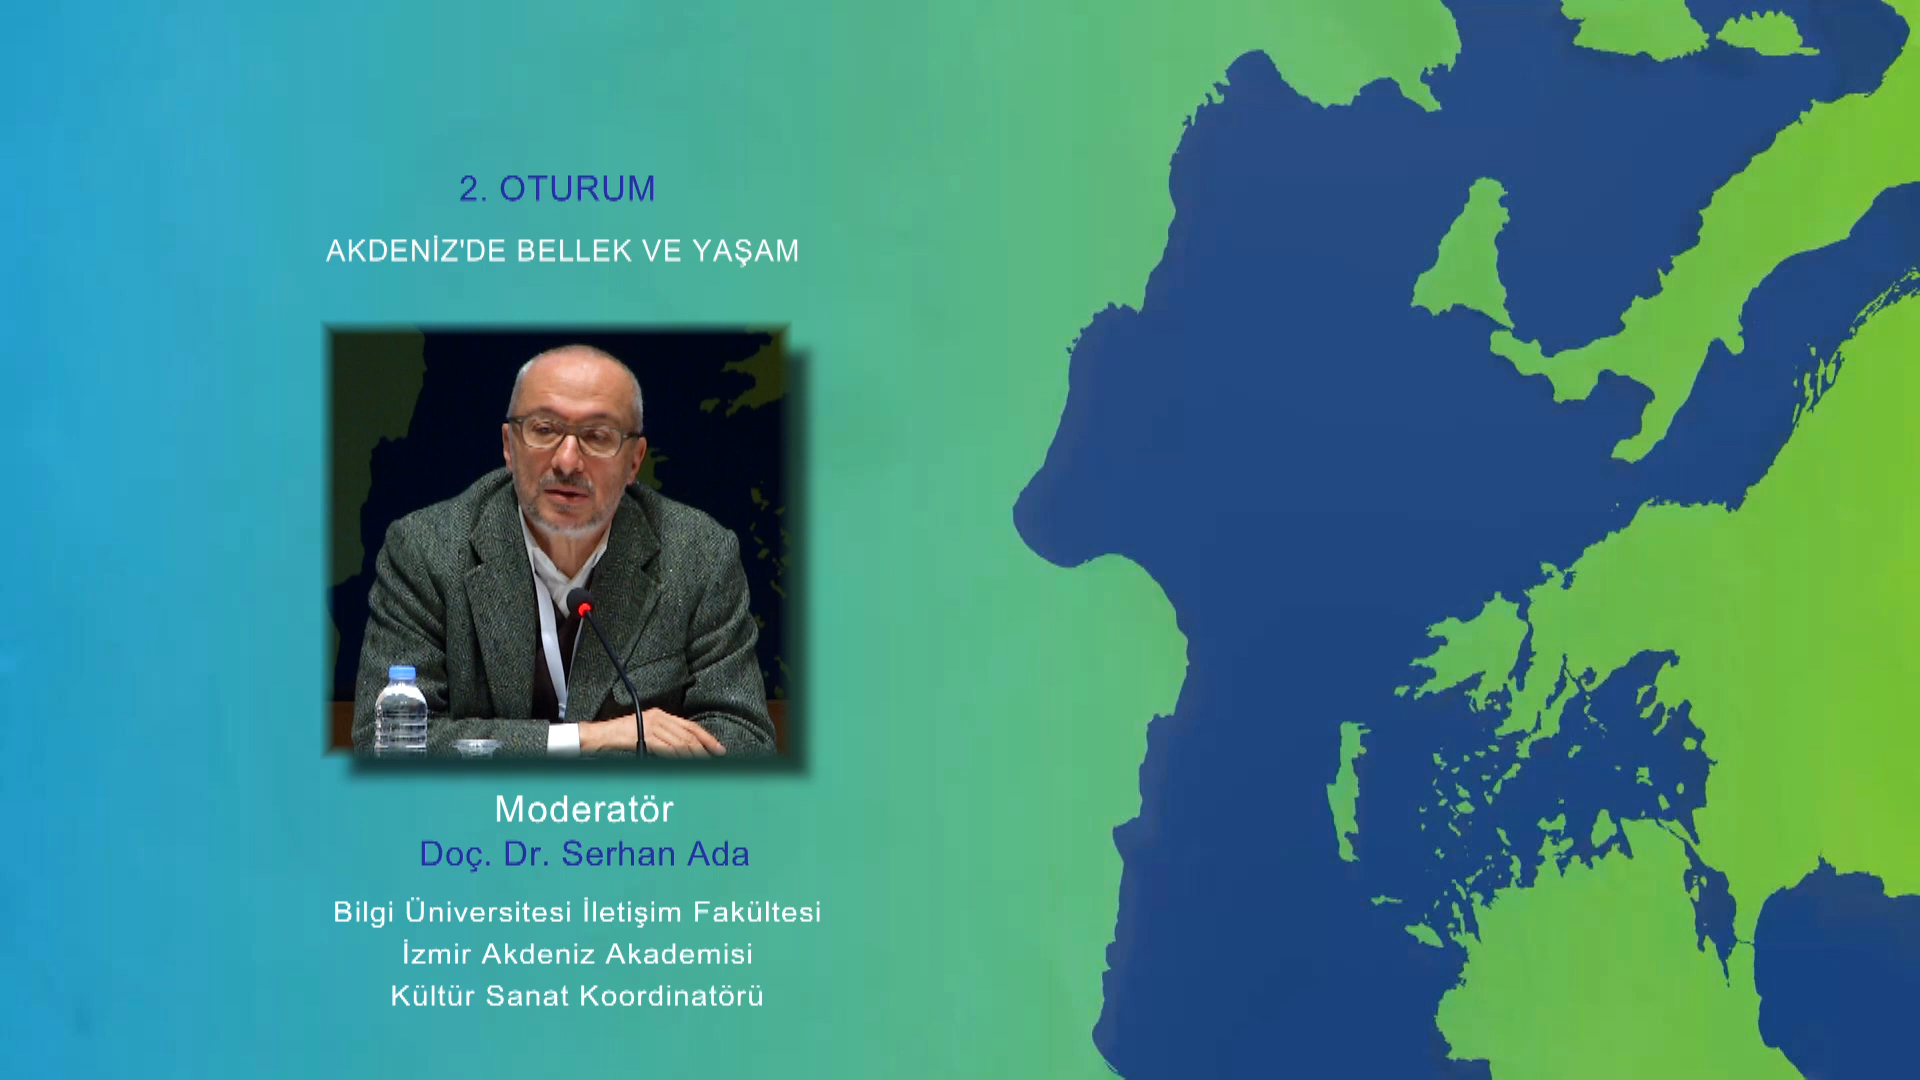 2. OTURUM
AKDENİZ'DE BELLEK VE YAŞAM
Moderatör
Doç. Dr. Serhan Ada
Bilgi Üniversitesi İletişim Fakültesi
İzmir Akdeniz Akademisi
Kültür Sanat Koordinatörü